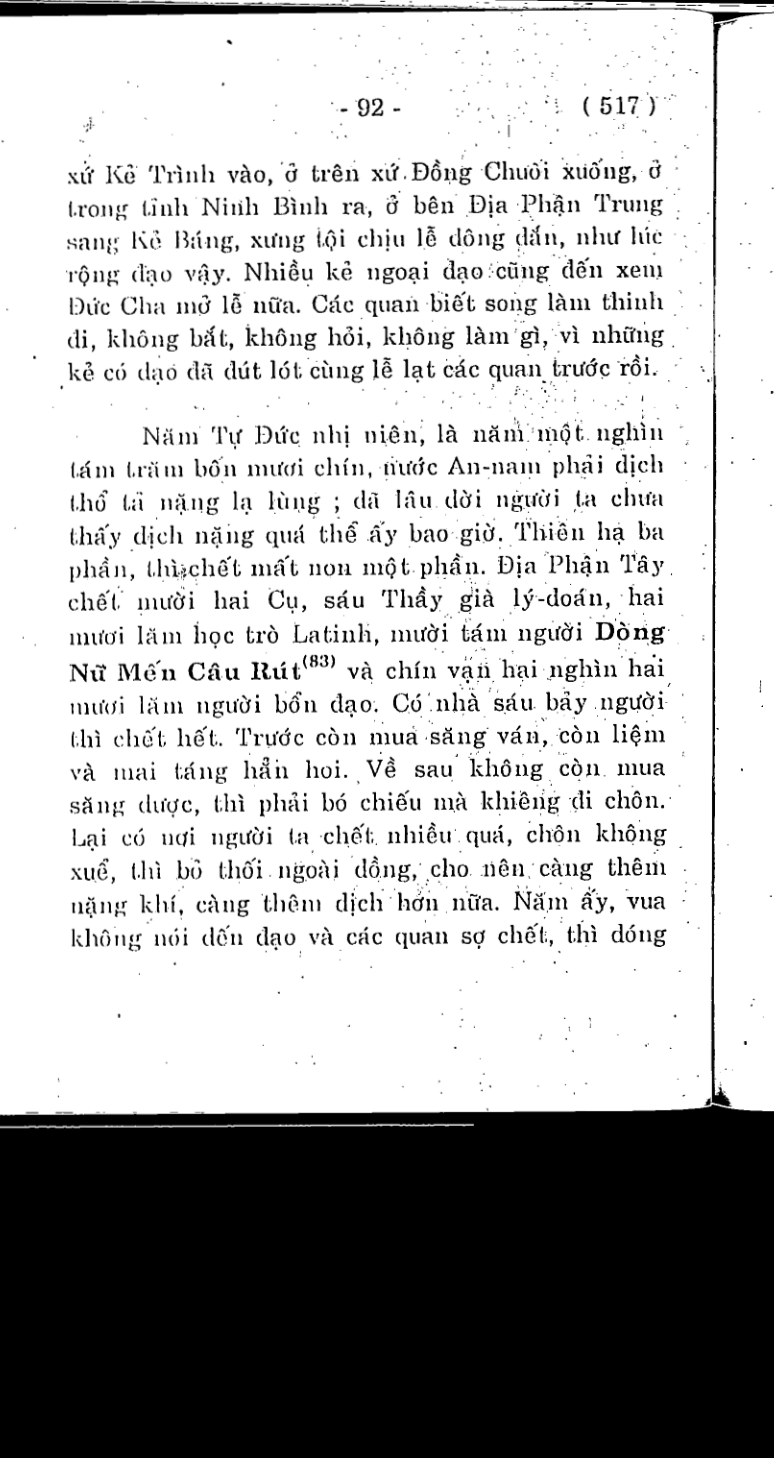 - 92 - ( 517 )
xứ Kẻ Trình vào, ở trên xứ Đồng Chuối xuống, ở
trong tỉnh Ninh Bình ra, ở bên Địa Phận Trung
sang Kẻ Báng, xưng tội chịu lễ đông đắn, như lúc
rộng đạo vậy. Nhiều kẻ ngoại đạo cũng đến xem
Đức Cha mở lễ nữa. Các quan biết song làm thinh
đi, không bắt, không hỏi, không làm gì, vì những
kẻ có đạo đã đút lót cùng lễ lạt các quan trước rồi.
Năm Tự Đức nhị niên, là năm một nghìn
tám trăm bốn mươi chín, nước An-nam phải dịch
thổ tả nặng lạ lùng ; đã lâu đời người ta chưa
thấy dịch nặng quá thể ấy bao giờ. Thiên hạ ba
phần, thì chết mất non một phần. Địa Phận Tây
chết mười hai Cụ, sáu Thầy già lý-đoán, hai
mươi lăm học trò Latinh, mười tám người Dòng
Nữ Mến Câu Rút(83) và chín vạn hai nghìn hai
mươi lăm người bổn đạo. Có nhà sáu bảy người
thì chết hết. Trước còn mua săng ván, còn liệm
và mai táng hẳn hoi. Về sau không còn mua
săng được, thì phải bó chiếu mà khiêng đi chôn.
Lại có nơi người ta chết nhiều quá, chôn không
xuể, thì bỏ thối ngoài đồng, cho nên càng thêm
nặng khí, càng thêm dịch hơn nữa. Năm ấy, vua
không nói đến đạo và các quan sợ chết, thì đóng